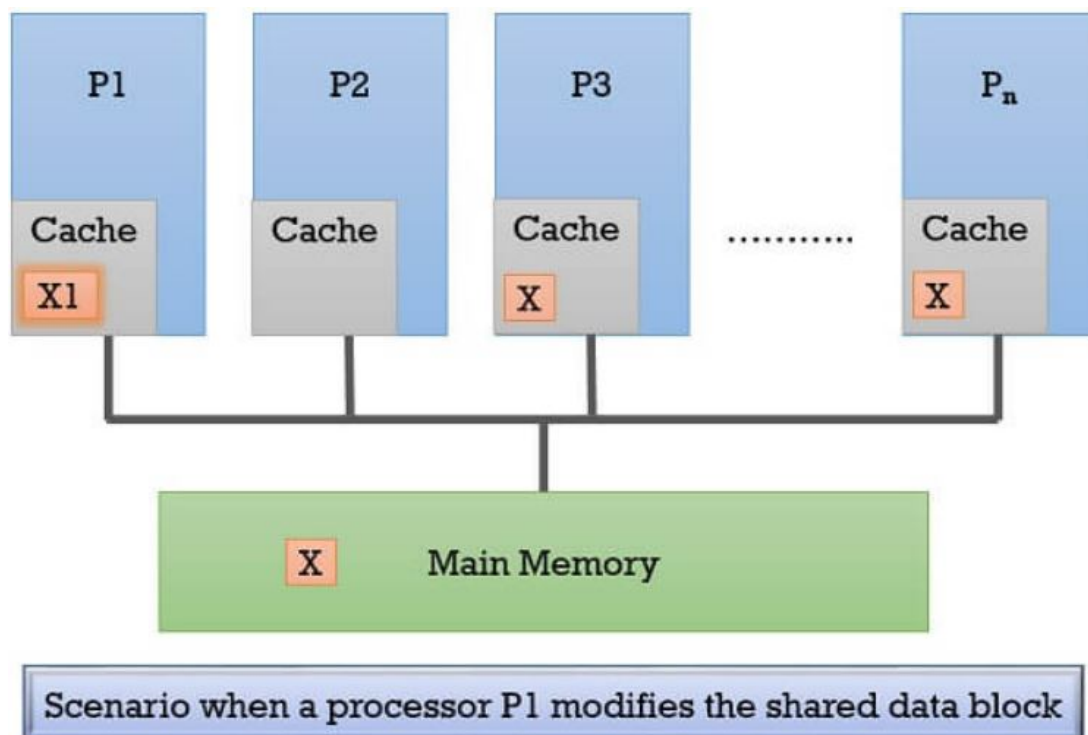 P1 P2 P3 Pn
Cache Cache Cache ........... Cache
X1 X X
X Main Memory
Scenario when a processor P1 modifies the shared data block